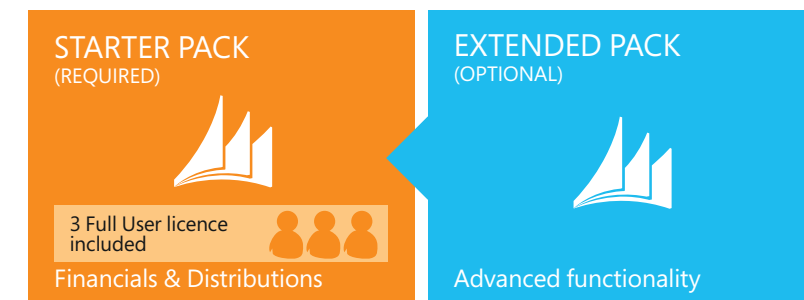 STARTER PACK
(REQUIRED)
3 Full User licence
included
Financials & Distributions
EXTENDED PACK
(OPTIONAL)
Advanced functionality